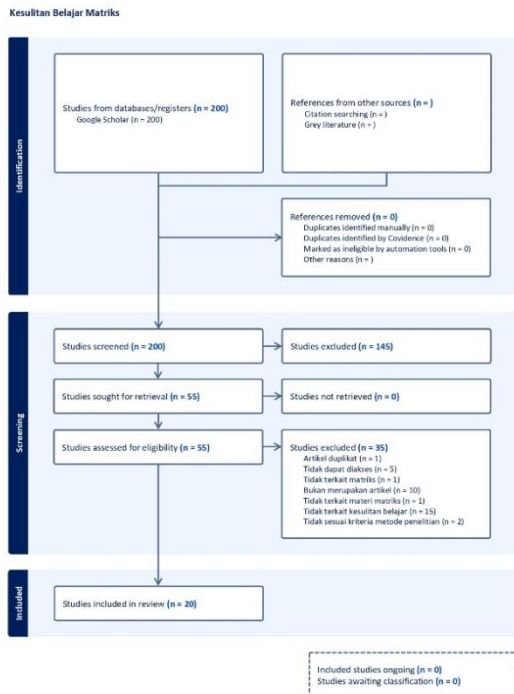 Kesulitan Belajar Matriks
Identification
Studies from databases/registers (n = 200)
Google Scholar (n = 200)
References from other sources (n = )
Citation searching (n = )
Grey literature (n = )
References removed (n = 0)
Duplicates identified manually (n = 0)
Duplicates identified by Covidence (n = 0)
Marked as ineligible by automation tools (n = 0)
Other reasons (n = )
Screening
Studies screened (n = 200)
Studies excluded (n = 145)
Studies sought for retrieval (n = 55)
Studies not retrieved (n = 0)
Studies assessed for eligibility (n = 55)
Studies excluded (n = 35)
Artikel duplikat (n = 1)
Tidak dapat diakses (n = 5)
Tidak terkait matriks (n = 1)
Bukan merupakan artikel (n = 10)
Tidak terkait materi matriks (n = 1)
Tidak terkait kesulitan belajar (n = 15)
Tidak sesuai kriteria metode penelitian (n = 2)
Included
Studies included in review (n = 20)
Included studies ongoing (n = 0)
Studies awaiting classification (n = 0)